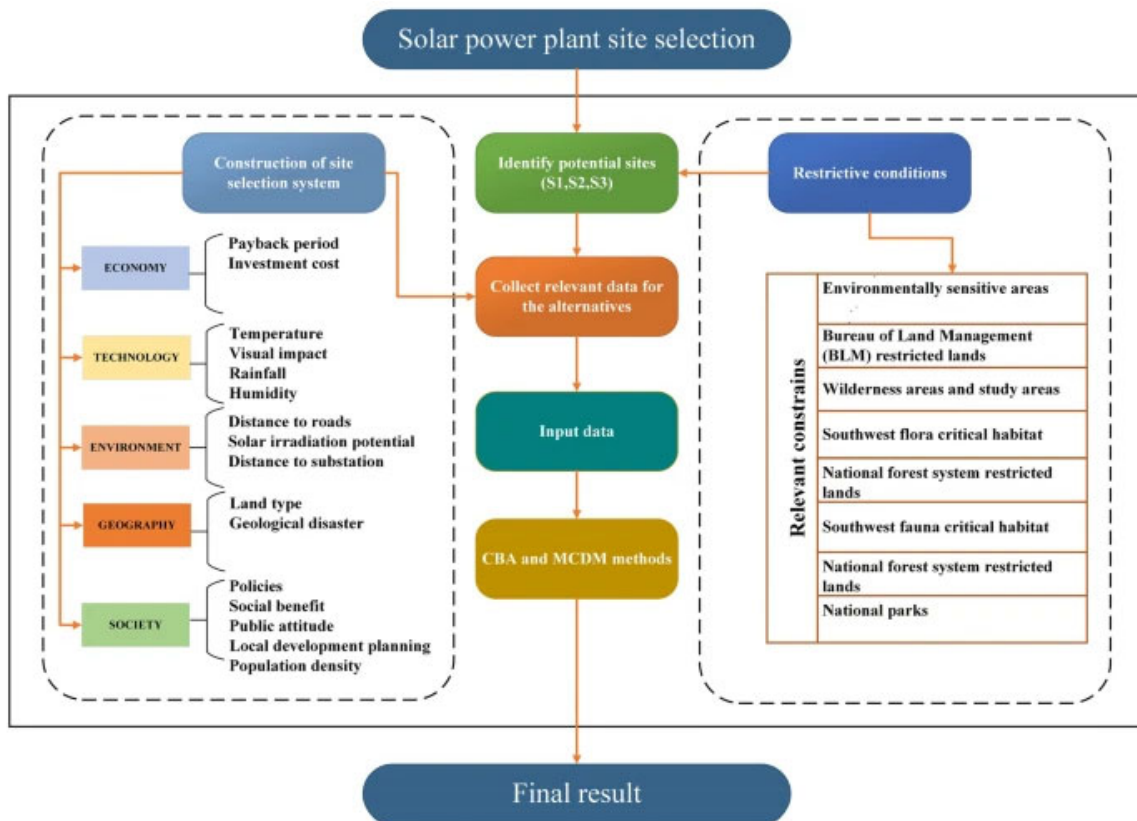 Solar power plant site selection
Construction of site
selection system
ECONOMY
Payback period
Investment cost
TECHNOLOGY
Temperature
Visual impact
Rainfall
Humidity
ENVIRONMENT
Distance to roads
Solar irradiation potential
Distance to substation
GEOGRAPHY
Land type
Geological disaster
SOCIETY
Policies
Social benefit
Public attitude
Local development planning
Population density
Identify potential sites
(S1,S2,S3)
Collect relevant data for
the alternatives
Input data
CBA and MCDM methods
Restrictive conditions
Relevant constrains
Environmentally sensitive areas
Bureau of Land Management
(BLM) restricted lands
Wilderness areas and study areas
Southwest flora critical habitat
National forest system restricted
lands
Southwest fauna critical habitat
National forest system restricted
lands
National parks
Final result